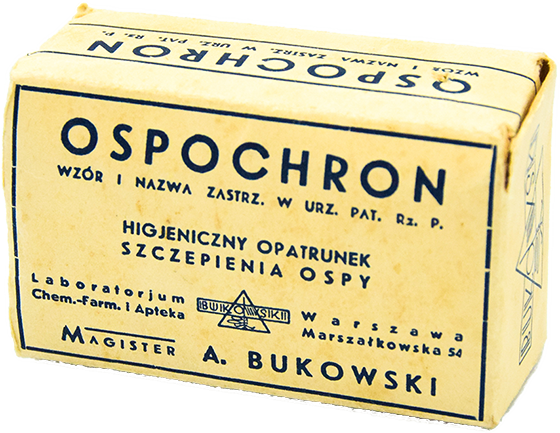 OSPOCHRON
WZÓR I NAZWA ZASTRZ. W URZ. PAT. Rz. P.
OSPOCHRON
WZÓR I NAZWA ZASTRZ. W URZ. PAT. Rz. P.
HIGJENICZNY OPATRUNEK
SZCZEPIENIA OSPY
Laboratorjum
Chem.-Farm. i Apteka
BUKOWSKI
Warszawa
Marszałkowska 54
MAGISTER A. BUKOWSKI
BUKOWSKI